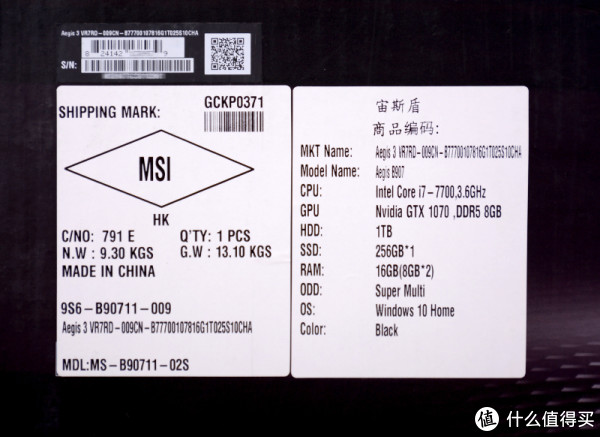 Aegis 3 VR7RD-009CN-B77700107816G1T025S10CHA
S/N:
SHIPPING MARK:
GCKP0371
MSI
HK
C/NO: 791 E Q'TY: 1 PCS
N.W : 9.30 KGS G.W : 13.10 KGS
MADE IN CHINA
9S6-B90711-009
Aegis 3 VR7RD-009CN-B77700107816G1T025S10CHA
MDL:MS-B90711-02S
宙斯盾
商品编码:
MKT Name: Aegis 3 VR7RD-009CN-B77700107816G1T025S10CHA
Model Name: Aegis B907
CPU: Intel Core i7-7700,3.6GHz
GPU Nvidia GTX 1070 ,DDR5 8GB
HDD: 1TB
SSD: 256GB*1
RAM: 16GB(8GB*2)
ODD: Super Multi
OS: Windows 10 Home
Color: Black
值 什么值得买